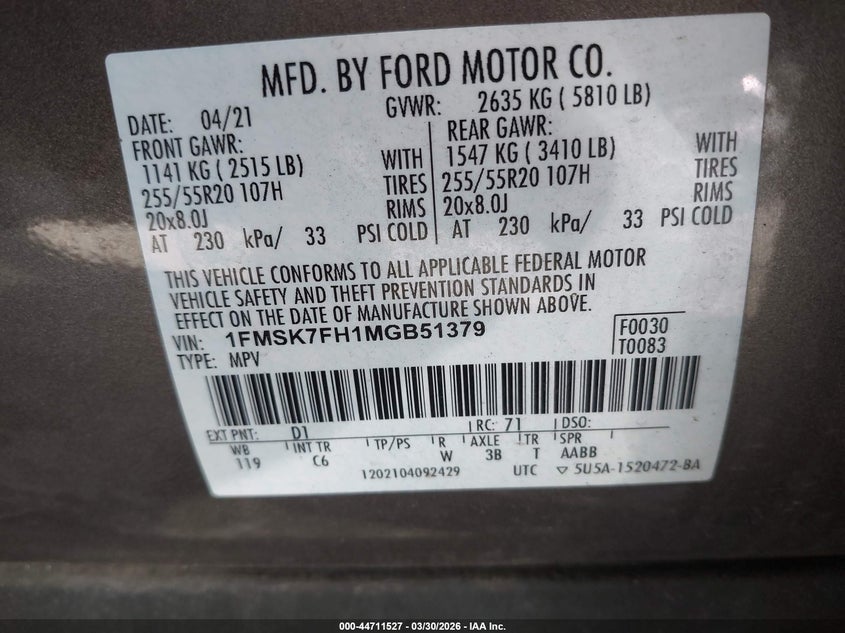 MFD. BY FORD MOTOR CO.
DATE: 04/21 GVWR: 2635 KG ( 5810 LB)
FRONT GAWR: REAR GAWR:
1141 KG ( 2515 LB) WITH 1547 KG ( 3410 LB) WITH
255/55R20 107H TIRES 255/55R20 107H TIRES
20x8.0J RIMS 20x8.0J RIMS
AT 230 kPa/ 33 PSI COLD AT 230 kPa/ 33 PSI COLD
THIS VEHICLE CONFORMS TO ALL APPLICABLE FEDERAL MOTOR
VEHICLE SAFETY AND THEFT PREVENTION STANDARDS IN
EFFECT ON THE DATE OF MANUFACTURE SHOWN ABOVE.
VIN: 1FMSK7FH1MGB51379 F0030
TYPE: MPV T0083
EXT PNT: D1 RC: 71 DSO:
WB INT TR TP/PS R AXLE TR SPR
119 C6 W 3B T AABB
1202104092429 UTC ▽ 5U5A-1520472-BA
000-44711527 — 03/30/2026 — IAA Inc.